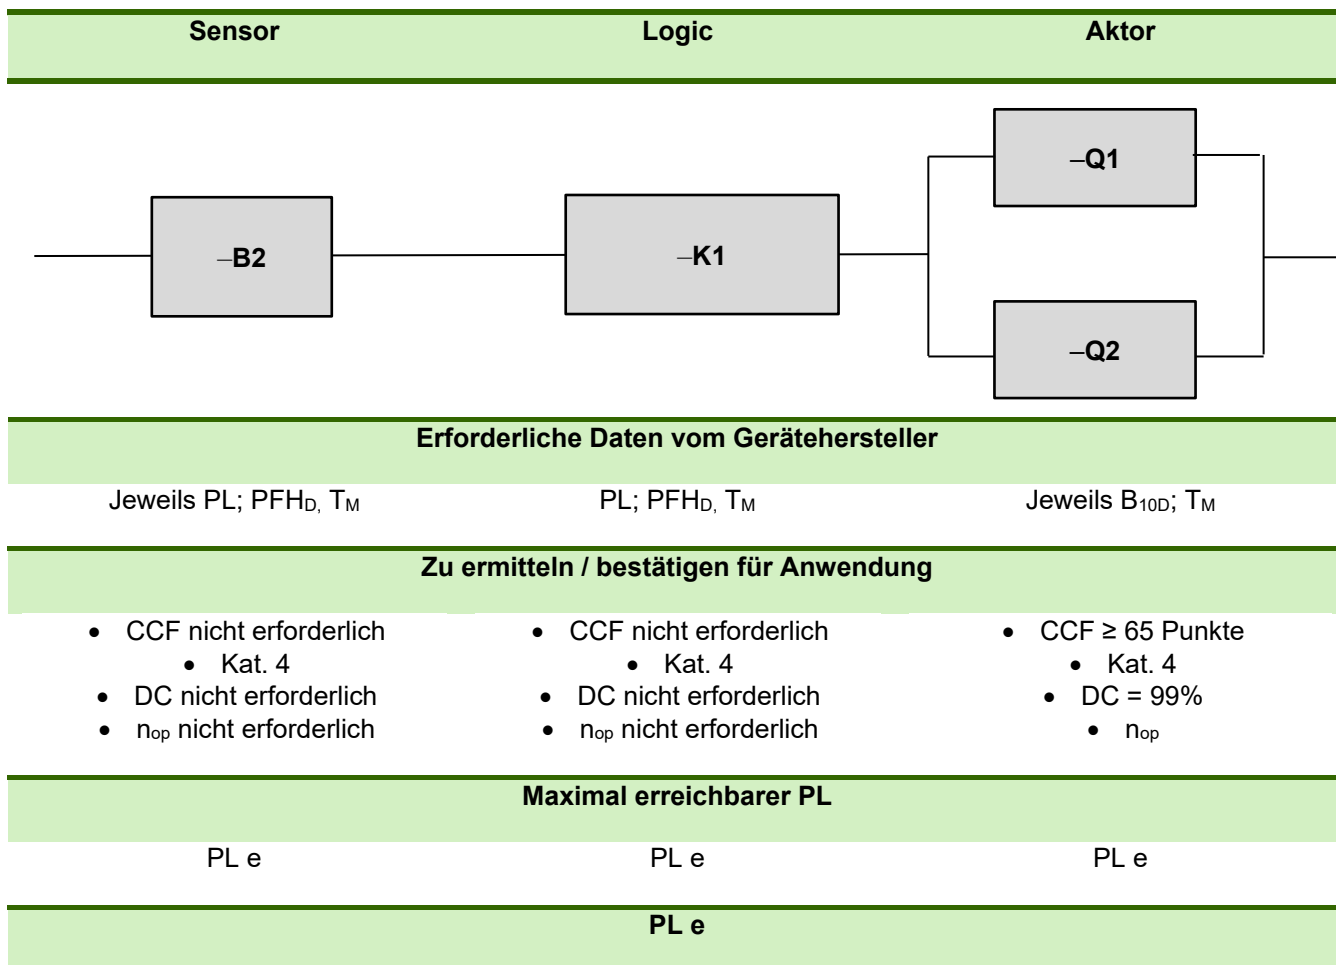 Sensor Logic Aktor
–Q1
–B2 –K1
–Q2
Erforderliche Daten vom Gerätehersteller
Jeweils PL; PFHD, TM PL; PFHD, TM Jeweils B10D; TM
Zu ermitteln / bestätigen für Anwendung
• CCF nicht erforderlich • CCF nicht erforderlich • CCF ≥ 65 Punkte
• Kat. 4 • Kat. 4 • Kat. 4
• DC nicht erforderlich • DC nicht erforderlich • DC = 99%
• nop nicht erforderlich • nop nicht erforderlich • nop
Maximal erreichbarer PL
PL e PL e PL e
PL e